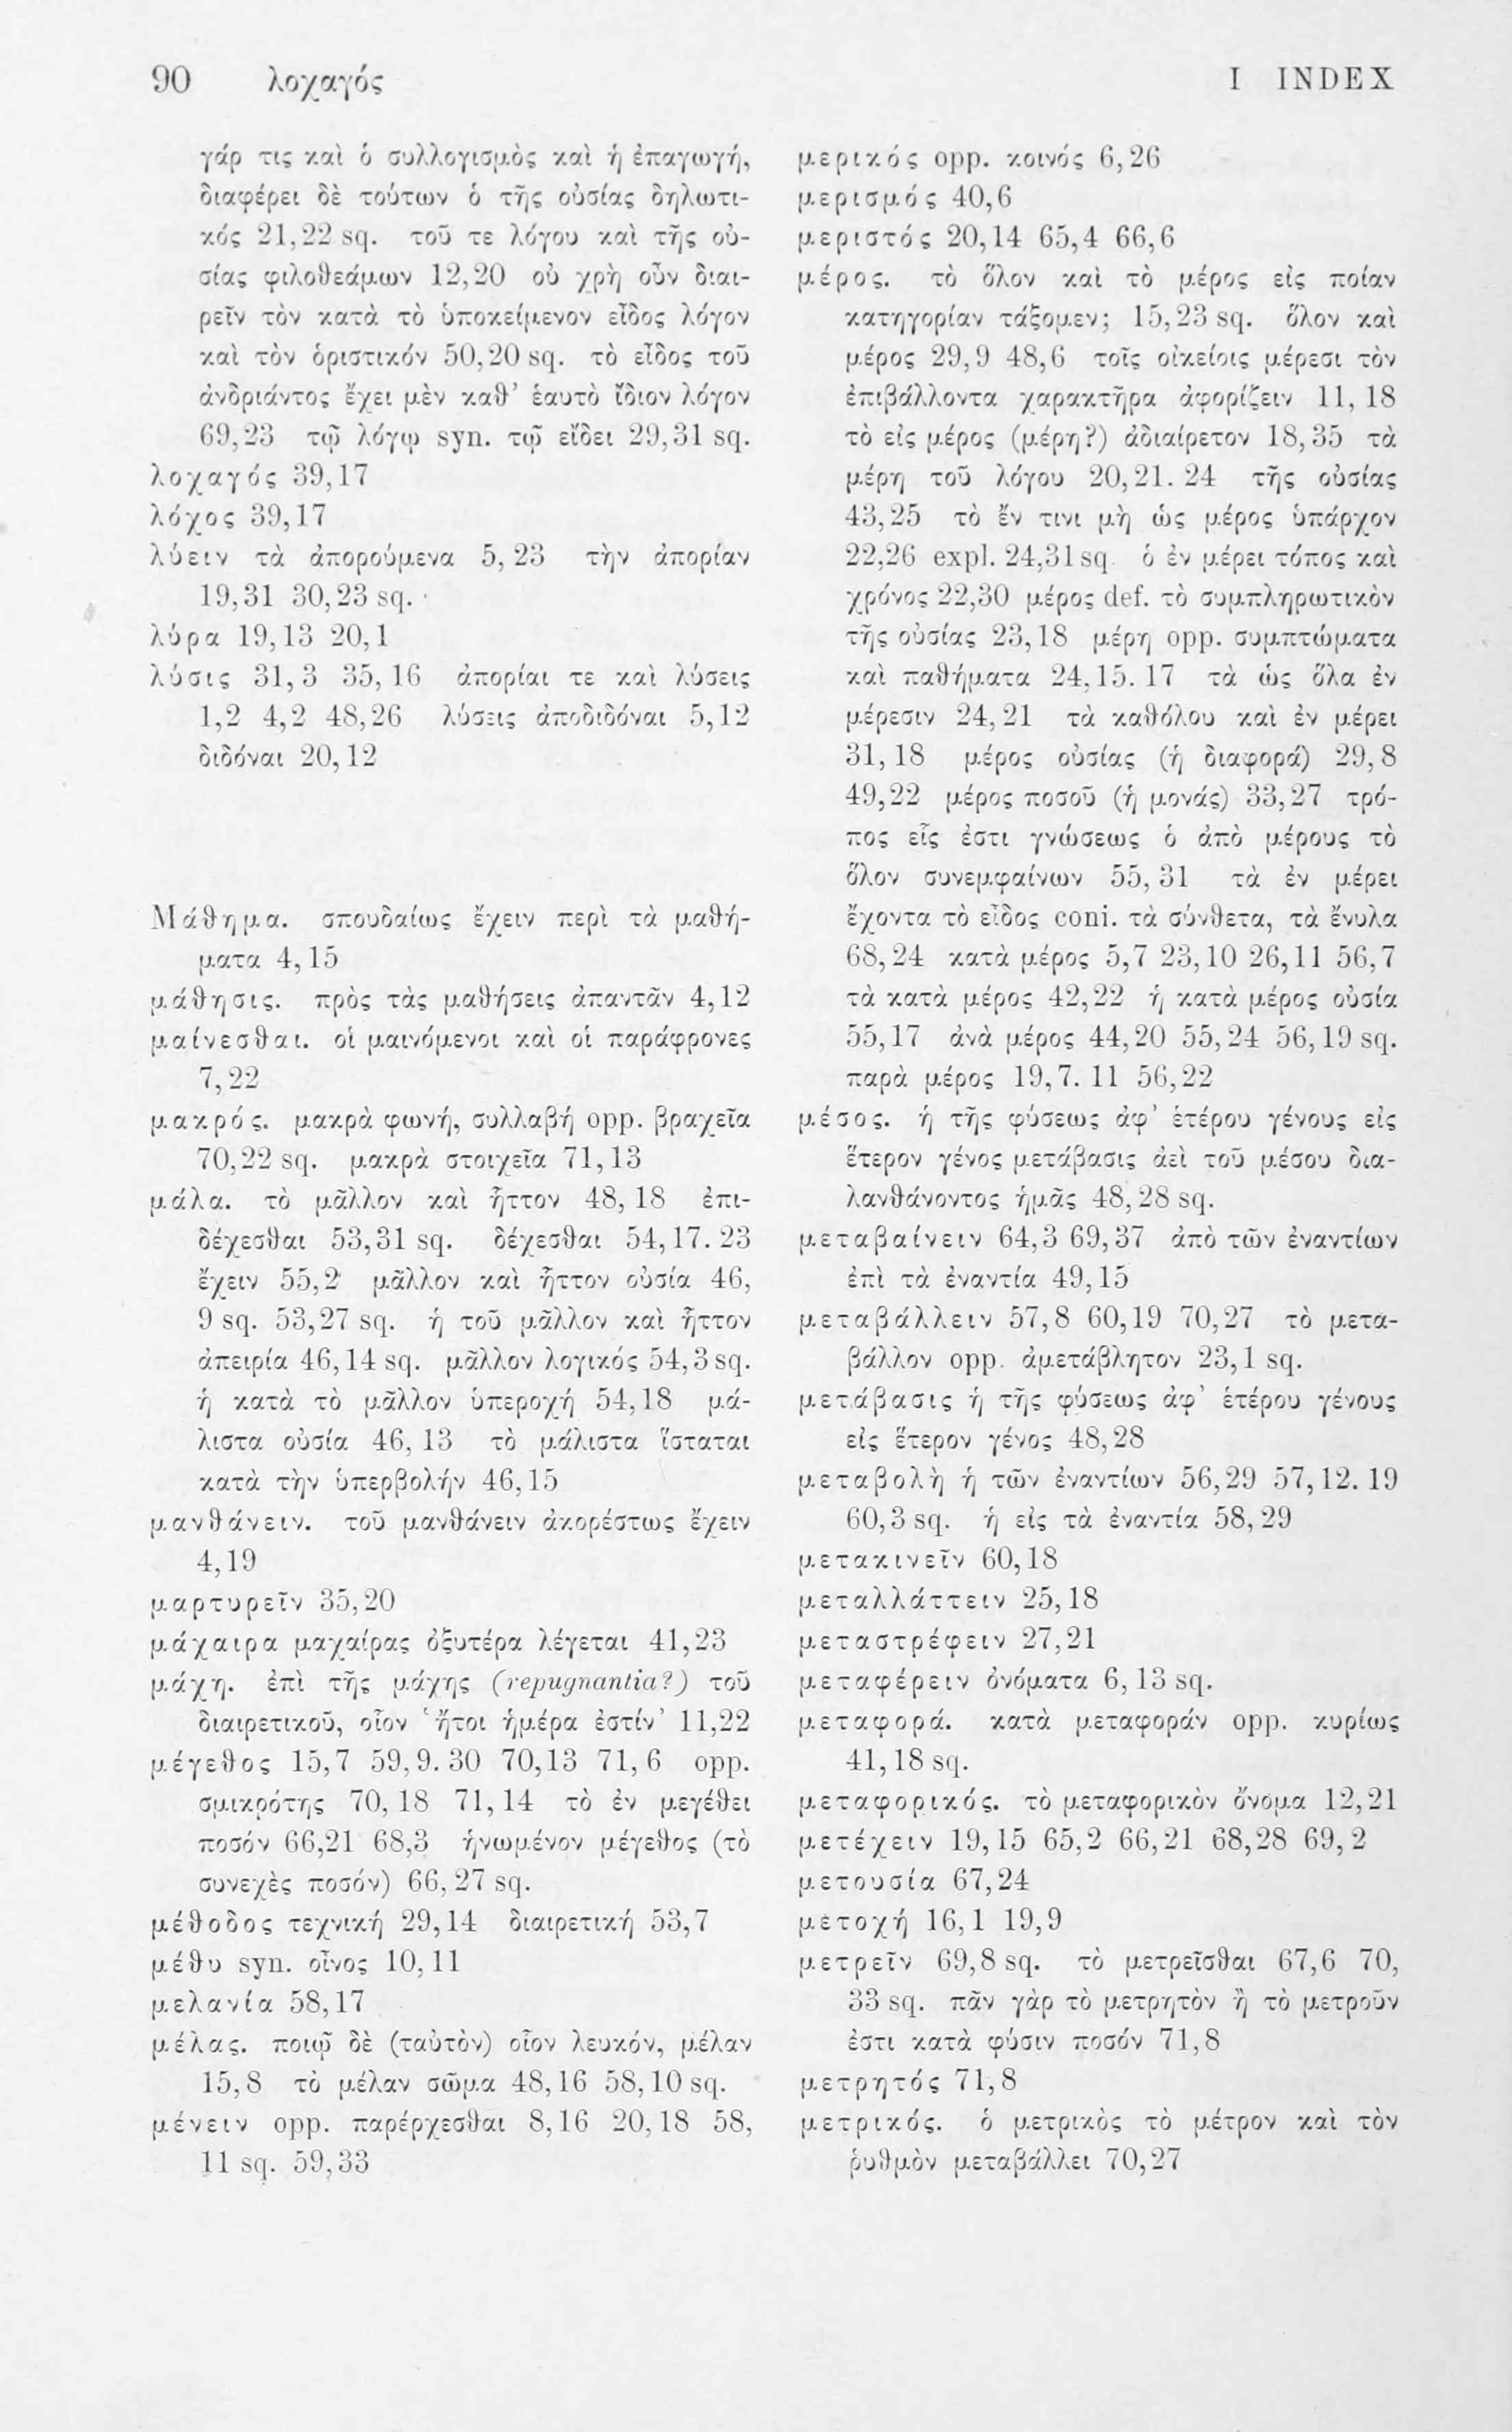 90 λοχαγός
I INDEX
γάρ τις καὶ ὁ συλλογισμὸς καὶ ἡ ἐπαγωγή,
διαφέρει δὲ τούτων ὁ τῆς οὐσίας δηλωτι-
κός 21,22 sq. τοῦ τε λόγου καὶ τῆς οὐ-
σίας φιλοθεάμων 12,20 οὐ χρὴ οὖν διαι-
ρεῖν τὸν κατὰ τὸ ὑποκείμενον εἶδος λόγον
καὶ τὸν ὁριστικόν 50,20 sq. τὸ εἶδος τοῦ
ἀνδριάντος ἔχει μὲν καθ’ ἑαυτὸ ἴδιον λόγον
69,23 τῷ λόγῳ syn. τῷ εἴδει 29,31 sq.
λοχαγός 39,17
λόχος 39,17
λύειν τὰ ἀπορούμενα 5,23 τὴν ἀπορίαν
19,31 30,23 sq.
λύρα 19,13 20,1
λύσις 31,3 35,16 ἀπορίαι τε καὶ λύσεις
1,2 4,2 48,26 λύσεις ἀποδιδόναι 5,12
διδόναι 20,12
Μάθημα. σπουδαίως ἔχειν περὶ τὰ μαθή-
ματα 4,15
μάθησις. πρὸς τὰς μαθήσεις ἀπαντᾶν 4,12
μαίνεσθαι. οἱ μαινόμενοι καὶ οἱ παράφρονες
7,22
μακρός. μακρὰ φωνή, συλλαβή opp. βραχεῖα
70,22 sq. μακρὰ στοιχεῖα 71,13
μάλα. τὸ μᾶλλον καὶ ἧττον 48,18 ἐπι-
δέχεσθαι 53,31 sq. δέχεσθαι 54,17. 23
ἔχειν 55,2 μᾶλλον καὶ ἧττον οὐσία 46,
9 sq. 53,27 sq. ἡ τοῦ μᾶλλον καὶ ἧττον
ἀπειρία 46,14 sq. μᾶλλον λογικός 54,3 sq.
ἡ κατὰ τὸ μᾶλλον ὑπεροχή 54,18 μά-
λιστα οὐσία 46,13 τὸ μάλιστα ἵσταται
κατὰ τὴν ὑπερβολήν 46,15
μανθάνειν. τοῦ μανθάνειν ἀκορέστως ἔχειν
4,19
μαρτυρεῖν 35,20
μάχαιρα μαχαίρας ὀξυτέρα λέγεται 41,23
μάχη. ἐπὶ τῆς μάχης (repugnantia?) τοῦ
διαιρετικοῦ, οἷον ‘ἤτοι ἡμέρα ἐστίν’ 11,22
μέγεθος 15,7 59,9. 30 70,13 71,6 opp.
σμικρότης 70,18 71,14 τὸ ἐν μεγέθει
ποσόν 66,21 68,3 ἡνωμένον μέγεθος (τὸ
συνεχὲς ποσόν) 66,27 sq.
μέθοδος τεχνική 29,14 διαιρετική 53,7
μέθυ syn. οἶνος 10,11
μελανία 58,17
μέλας. ποιῷ δὲ (ταὐτὸν) οἷον λευκόν, μέλαν
15,8 τὸ μέλαν σῶμα 48,16 58,10 sq.
μένειν opp. παρέρχεσθαι 8,16 20,18 58,
11 sq. 59,33
μερικός opp. κοινός 6,26
μερισμός 40,6
μεριστός 20,14 65,4 66,6
μέρος. τὸ ὅλον καὶ τὸ μέρος εἰς ποίαν
κατηγορίαν τάξομεν; 15,23 sq. ὅλον καὶ
μέρος 29,9 48,6 τοῖς οἰκείοις μέρεσι τὸν
ἐπιβάλλοντα χαρακτῆρα ἀφορίζειν 11,18
τὸ εἰς μέρος (μέρη?) ἀδιαίρετον 18,35 τὰ
μέρη τοῦ λόγου 20,21. 24 τῆς οὐσίας
43,25 τὸ ἔν τινι μὴ ὡς μέρος ὑπάρχον
22,26 expl. 24,31 sq ὁ ἐν μέρει τόπος καὶ
χρόνος 22,30 μέρος def. τὸ συμπληρωτικὸν
τῆς οὐσίας 23,18 μέρη opp. συμπτώματα
καὶ παθήματα 24,15. 17 τὰ ὡς ὅλα ἐν
μέρεσιν 24,21 τὰ καθόλου καὶ ἐν μέρει
31,18 μέρος οὐσίας (ἡ διαφορά) 29,8
49,22 μέρος ποσοῦ (ἡ μονάς) 33,27 τρό-
πος εἷς ἐστι γνώσεως ὁ ἀπὸ μέρους τὸ
ὅλον συνεμφαίνων 55,31 τὰ ἐν μέρει
ἔχοντα τὸ εἶδος coni. τὰ σύνθετα, τὰ ἔνυλα
68,24 κατὰ μέρος 5,7 23,10 26,11 56,7
τὰ κατὰ μέρος 42,22 ἡ κατὰ μέρος οὐσία
55,17 ἀνὰ μέρος 44,20 55,24 56,19 sq.
παρὰ μέρος 19,7. 11 56,22
μέσος. ἡ τῆς φύσεως ἀφ’ ἑτέρου γένους εἰς
ἕτερον γένος μετάβασις ἀεὶ τοῦ μέσου δια-
λανθάνοντος ἡμᾶς 48,28 sq.
μεταβαίνειν 64,3 69,37 ἀπὸ τῶν ἐναντίων
ἐπὶ τὰ ἐναντία 49,15
μεταβάλλειν 57,8 60,19 70,27 τὸ μετα-
βάλλον opp. ἀμετάβλητον 23,1 sq.
μετάβασις ἡ τῆς φύσεως ἀφ’ ἑτέρου γένους
εἰς ἕτερον γένος 48,28
μεταβολὴ ἡ τῶν ἐναντίων 56,29 57,12. 19
60,3 sq. ἡ εἰς τὰ ἐναντία 58,29
μετακινεῖν 60,18
μεταλλάττειν 25,18
μεταστρέφειν 27,21
μεταφέρειν ὀνόματα 6,13 sq.
μεταφορά. κατὰ μεταφοράν opp. κυρίως
41,18 sq.
μεταφορικός. τὸ μεταφορικὸν ὄνομα 12,21
μετέχειν 19,15 65,2 66,21 68,28 69,2
μετουσία 67,24
μετοχή 16,1 19,9
μετρεῖν 69,8 sq. τὸ μετρεῖσθαι 67,6 70,
33 sq. πᾶν γὰρ τὸ μετρητὸν ἢ τὸ μετροῦν
ἐστι κατὰ φύσιν ποσόν 71,8
μετρητός 71,8
μετρικός. ὁ μετρικὸς τὸ μέτρον καὶ τὸν
ῥυθμὸν μεταβάλλει 70,27